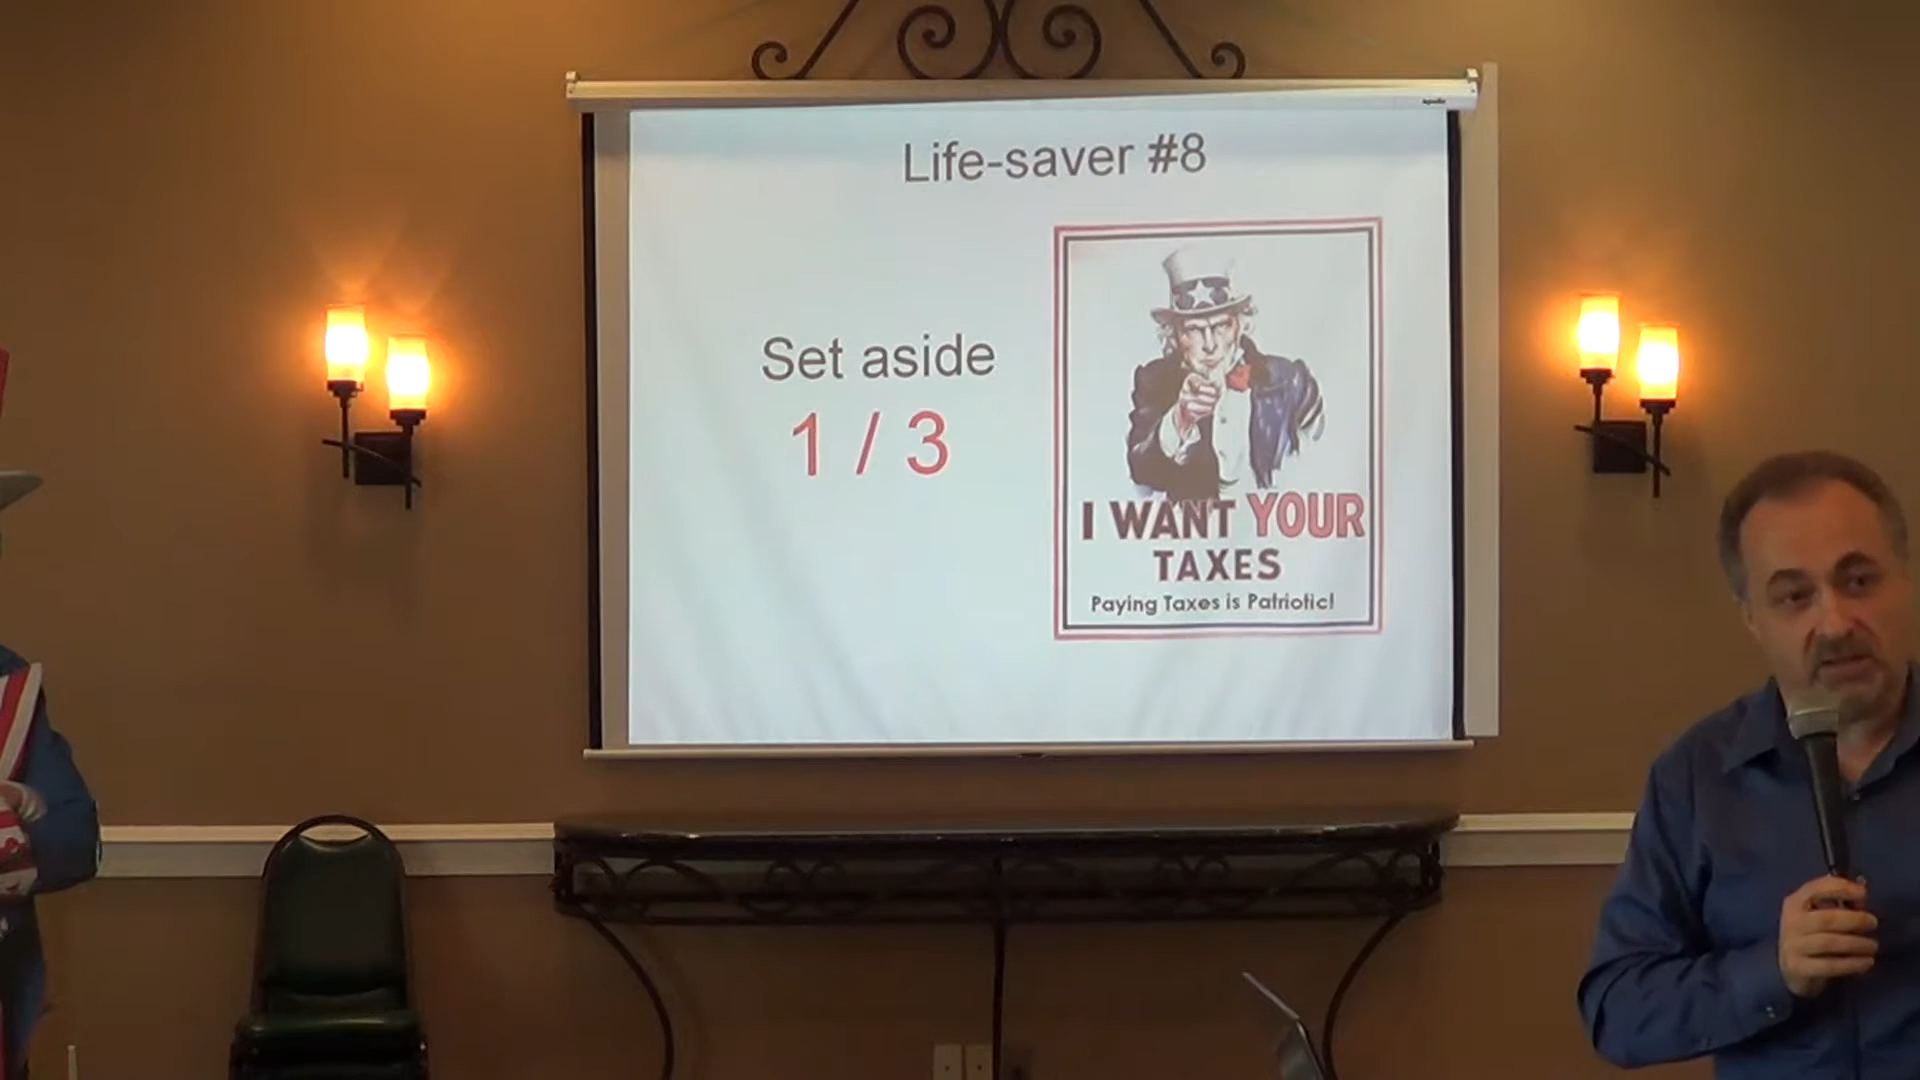 Life-saver #8
Set aside
1 / 3
I WANT YOUR
TAXES
Paying Taxes is Patriotic!